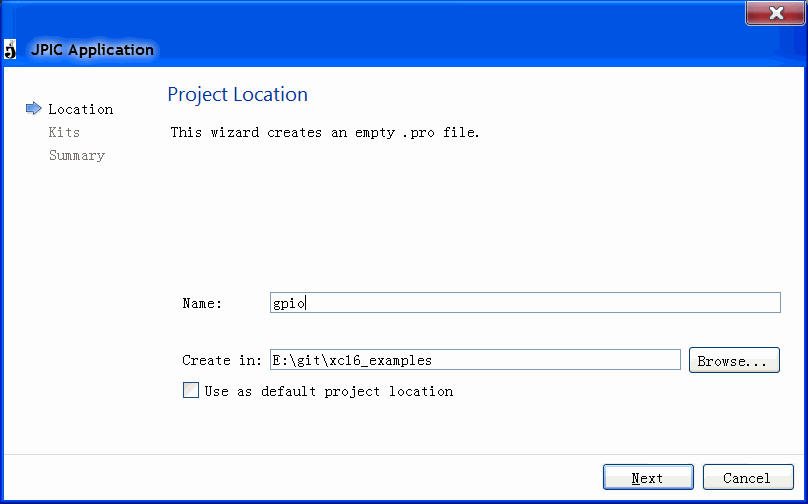 JPIC Application
Location
Kits
Summary
Project Location
This wizard creates an empty .pro file.
Name: gpio
Create in: E:\git\xc16_examples Browse...
Use as default project location
Next Cancel